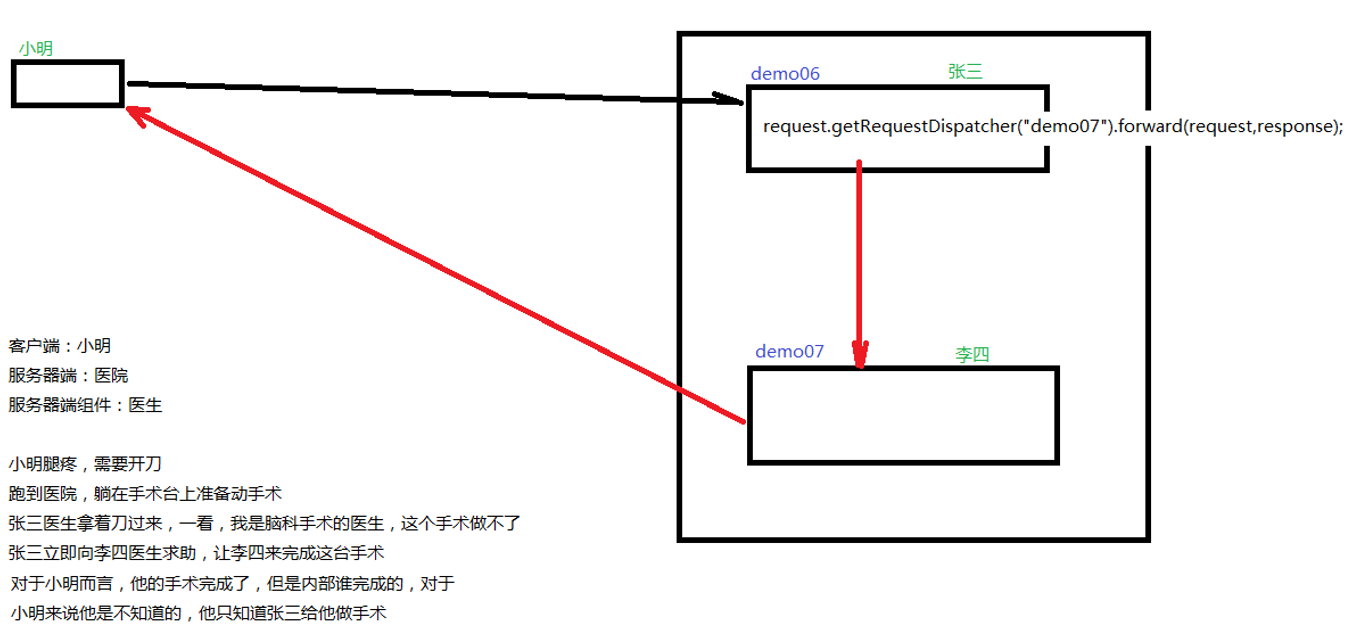 小明
demo06
张三
request.getRequestDispatcher("demo07").forward(request,response);
demo07
李四
客户端：小明
服务器端：医院
服务器端组件：医生
小明腿疼，需要开刀
跑到医院，躺在手术台上准备动手术
张三医生拿着刀过来，一看，我是脑科手术的医生，这个手术做不了
张三立即向李四医生求助，让李四来完成这台手术
对于小明而言，他的手术完成了，但是内部谁完成的，对于
小明来说他是不知道的，他只知道张三给他做手术